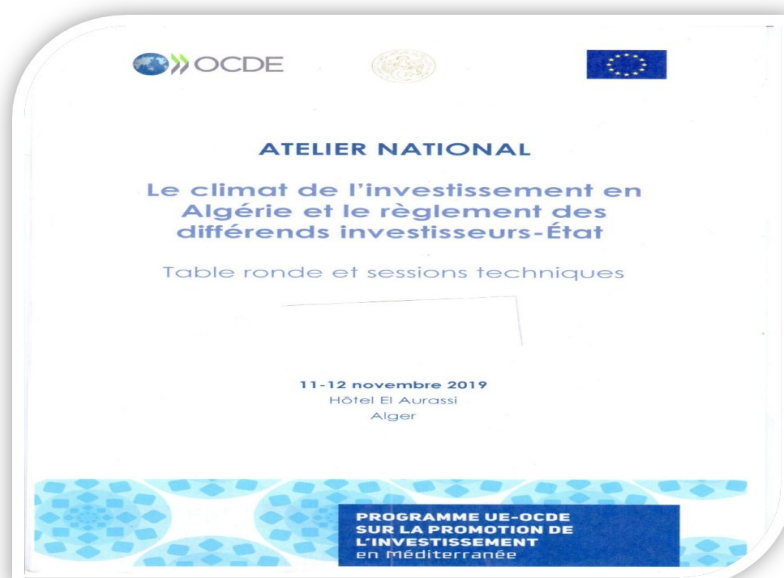 OCDE
ATELIER NATIONAL
Le climat de l'investissement en
Algérie et le règlement des
différends investisseurs-État
Table ronde et sessions techniques
11-12 novembre 2019
Hôtel El Aurassi
Alger
PROGRAMME UE-OCDE
SUR LA PROMOTION DE
L'INVESTISSEMENT
en Méditerranée